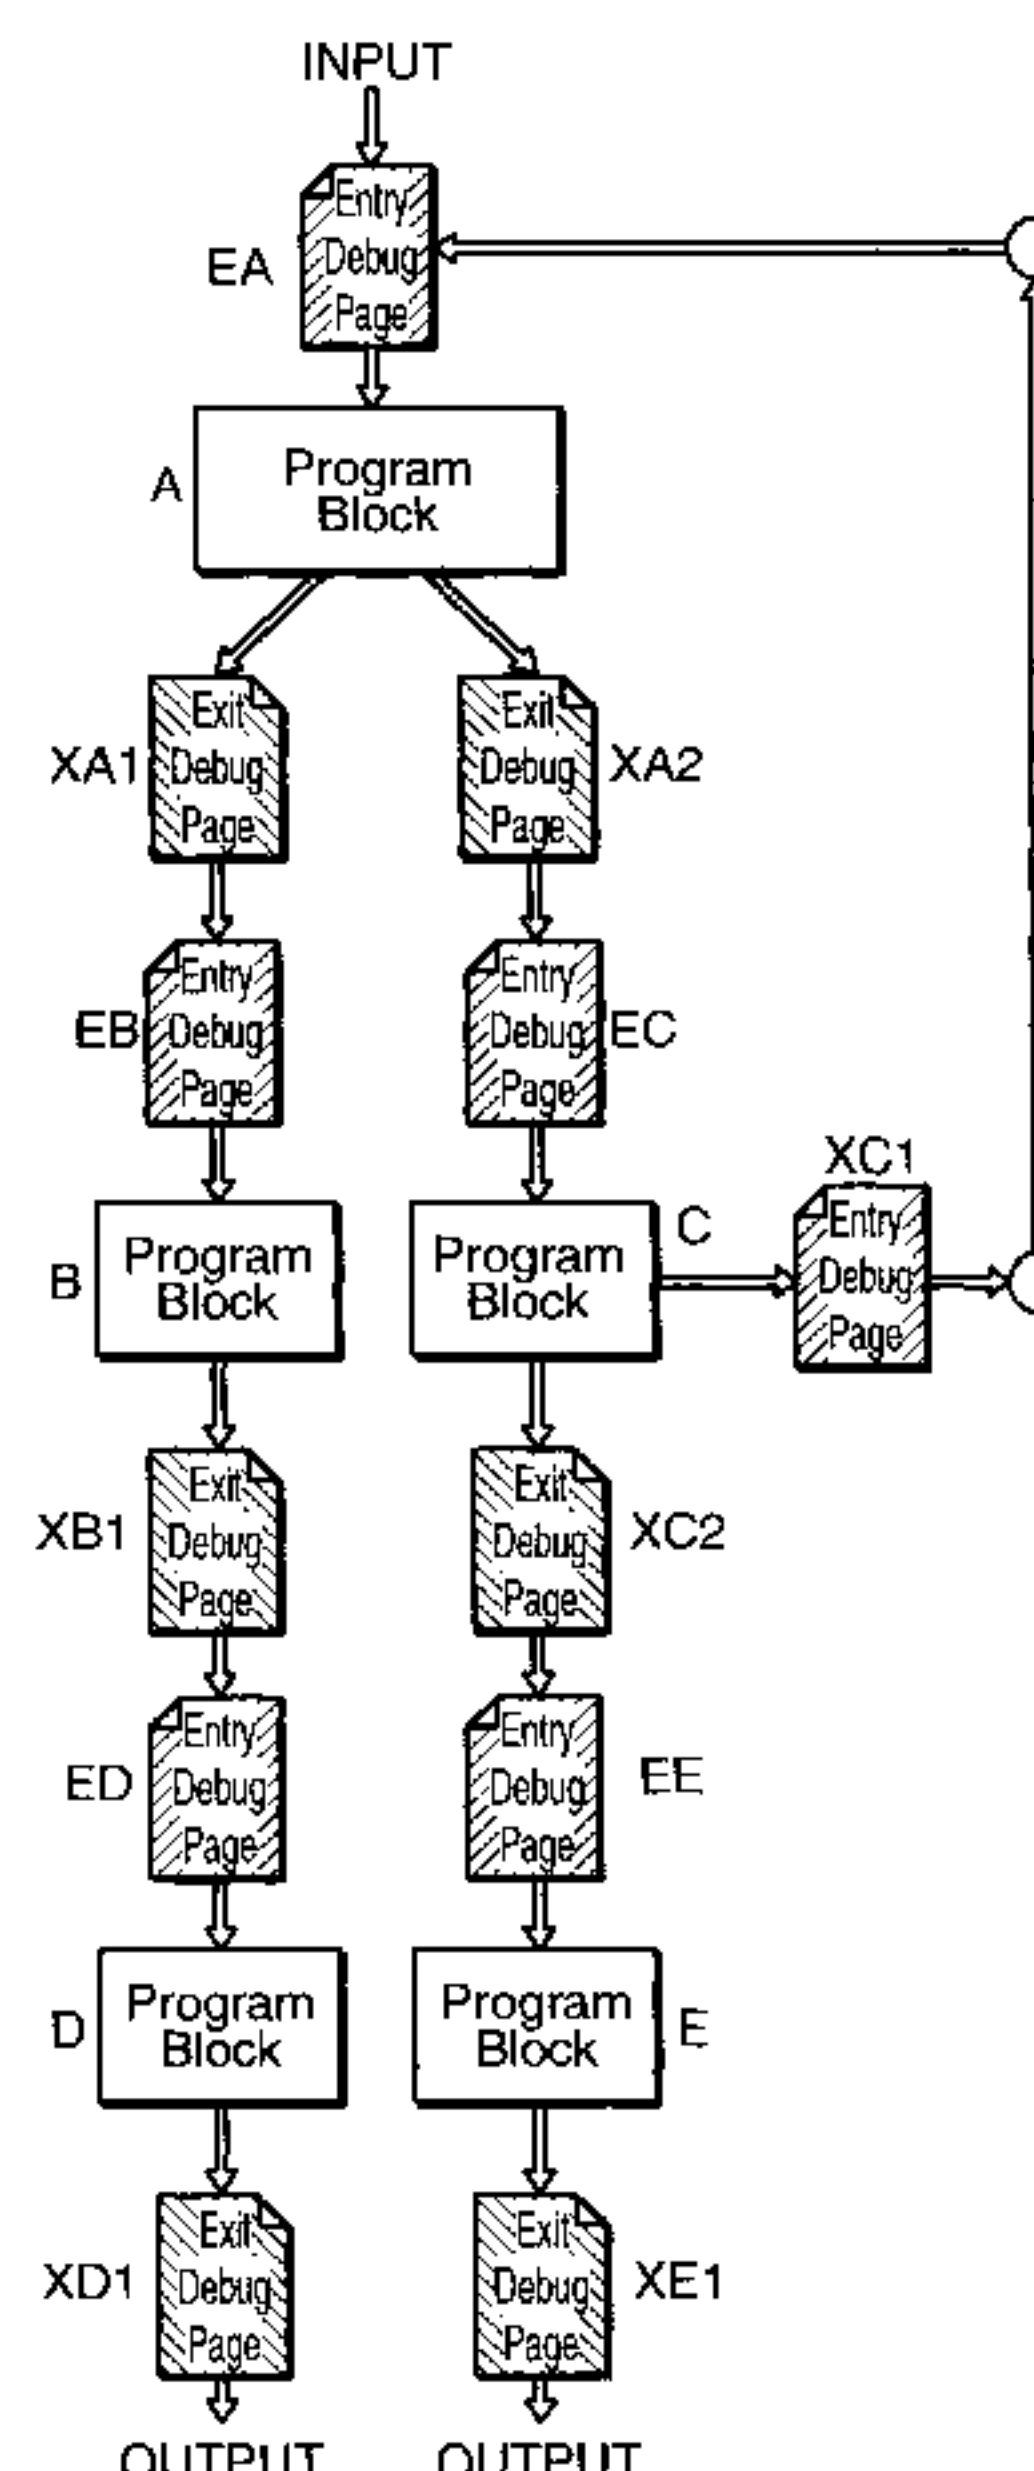 INPUT
Entry
Debug
Page
EA
A
Program
Block
XA1
Exit
Debug
Page
Exit
Debug
Page
XA2
EB
Entry
Debug
Page
Entry
Debug
Page
EC
B
Program
Block
Program
Block
C
XC1
Entry
Debug
Page
XB1
Exit
Debug
Page
Exit
Debug
Page
XC2
ED
Entry
Debug
Page
Entry
Debug
Page
EE
D
Program
Block
Program
Block
E
XD1
Exit
Debug
Page
Exit
Debug
Page
XE1
OUTPUT
OUTPUT